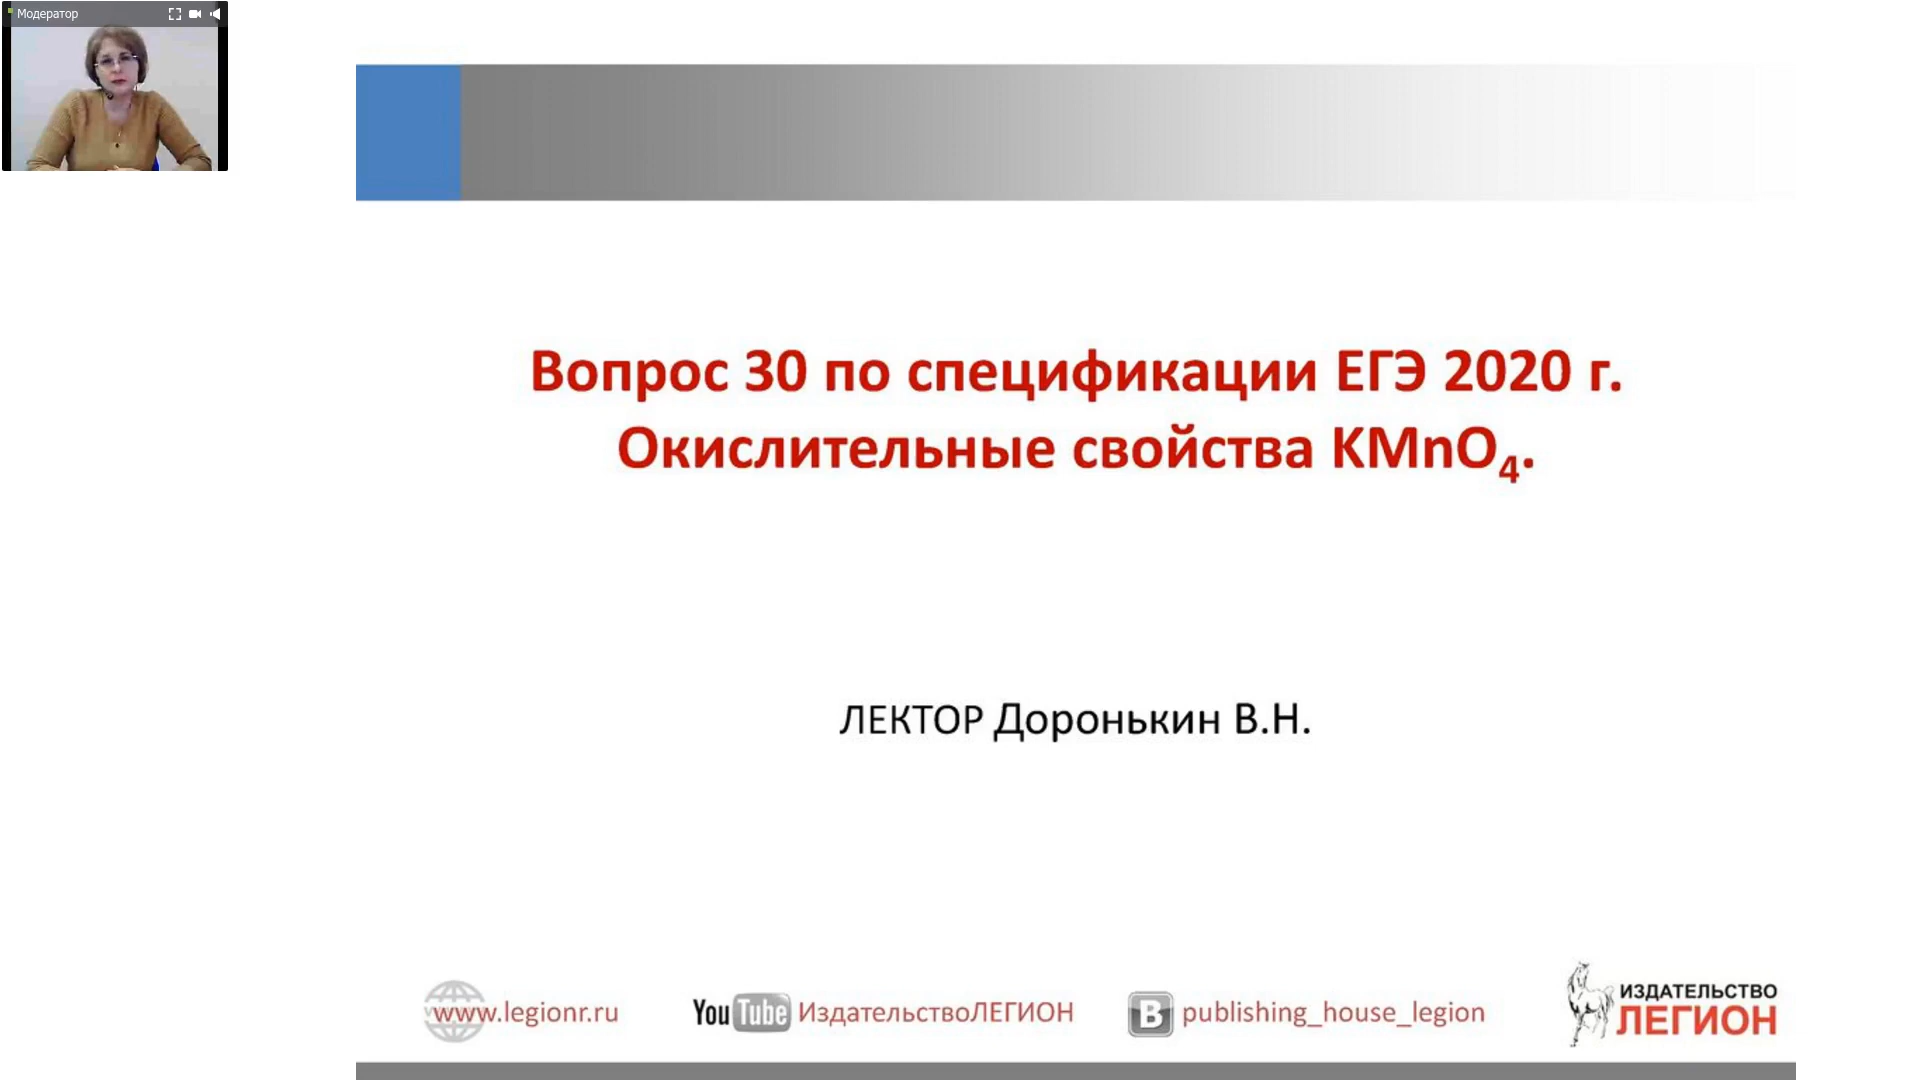 Модератор
Вопрос 30 по спецификации ЕГЭ 2020 г.
Окислительные свойства KMnO₄.
ЛЕКТОР Доронькин В.Н.
www.legionr.ru
You Tube ИздательствоЛЕГИОН
B publishing_house_legion
ИЗДАТЕЛЬСТВО
ЛЕГИОН